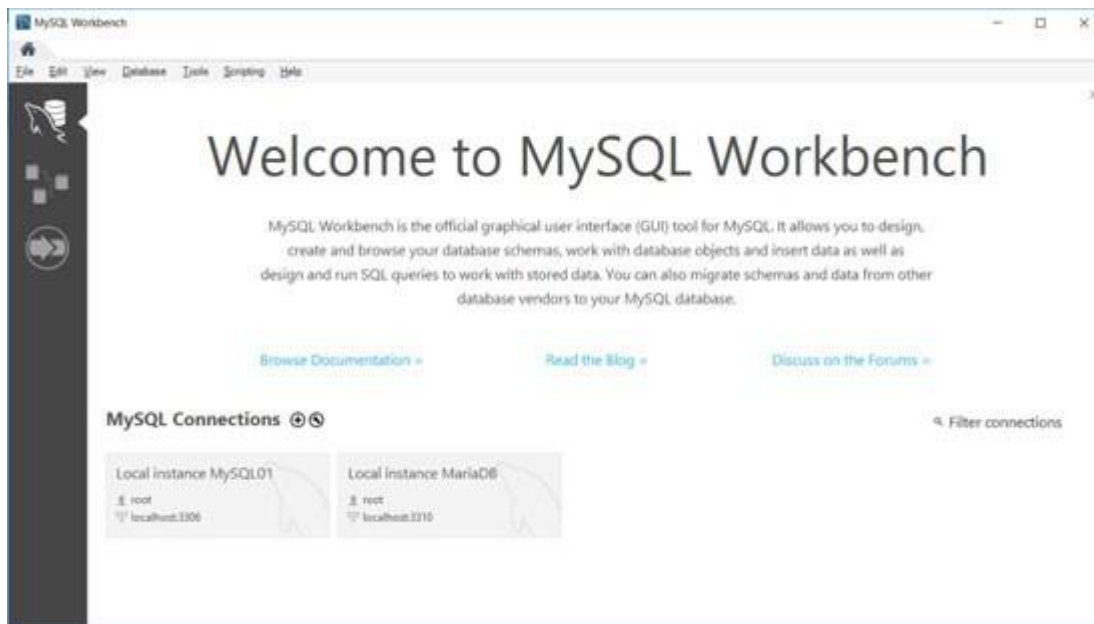 MySQL Workbench
File Edit View Database Tools Scripting Help
Welcome to MySQL Workbench
MySQL Workbench is the official graphical user interface (GUI) tool for MySQL. It allows you to design,
create and browse your database schemas, work with database objects and insert data as well as
design and run SQL queries to work with stored data. You can also migrate schemas and data from other
database vendors to your MySQL database.
Browse Documentation » Read the Blog » Discuss on the Forums »
MySQL Connections Filter connections
Local instance MySQL01 Local instance MariaDB
root root
localhost:3306 localhost:3310